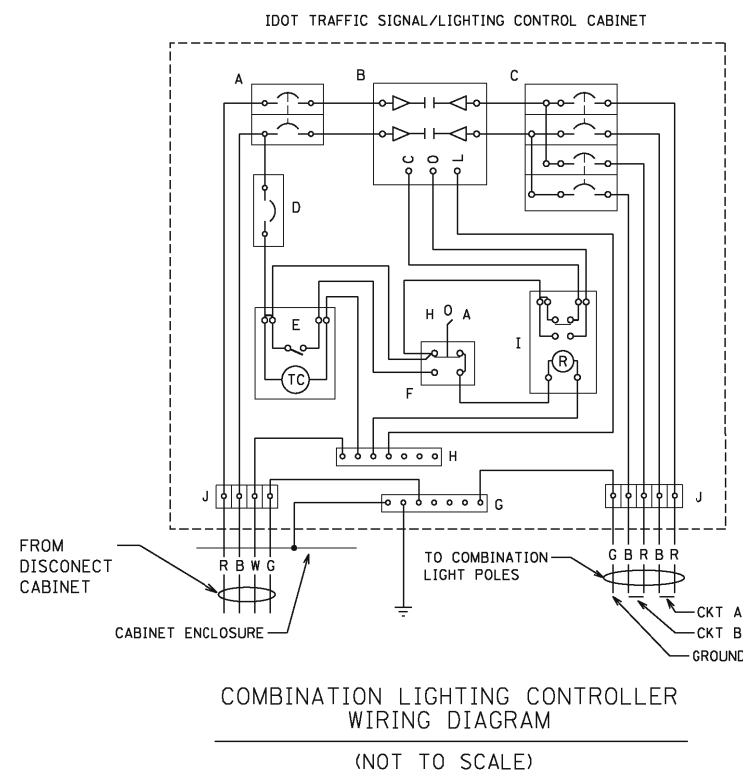 IDOT TRAFFIC SIGNAL/LIGHTING CONTROL CABINET
A
B
C
C O L
D
E
TC
H O A
F
I
R
H
J
G
J
FROM
DISCONECT
CABINET
R B W G
CABINET ENCLOSURE
TO COMBINATION
LIGHT POLES
G B R B R
CKT A
CKT B
GROUND
COMBINATION LIGHTING CONTROLLER
WIRING DIAGRAM
(NOT TO SCALE)